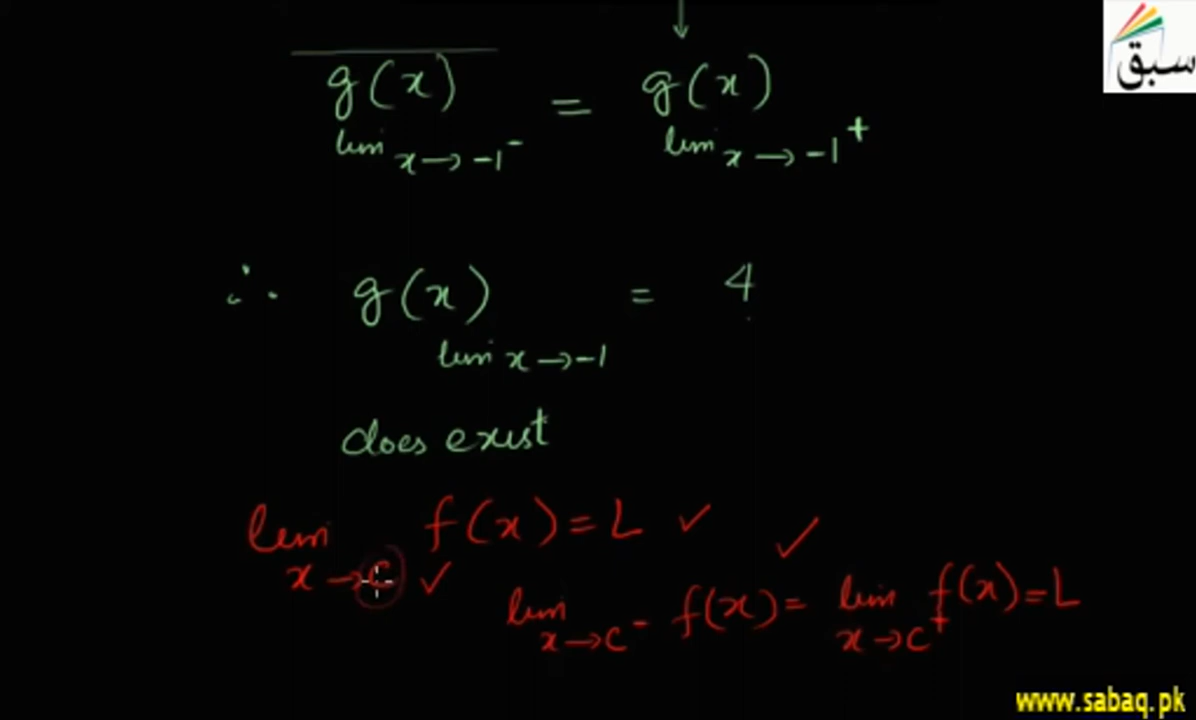 سبق
g(x) = g(x)
lim x→-1⁻ lim x→-1⁺
∴ g(x) = 4
lim x→-1
does exist
lim f(x)=L ✓ ✓
x→c ✓
lim x→c⁻ f(x)= lim x→c⁺ f(x)=L
www.sabaq.pk